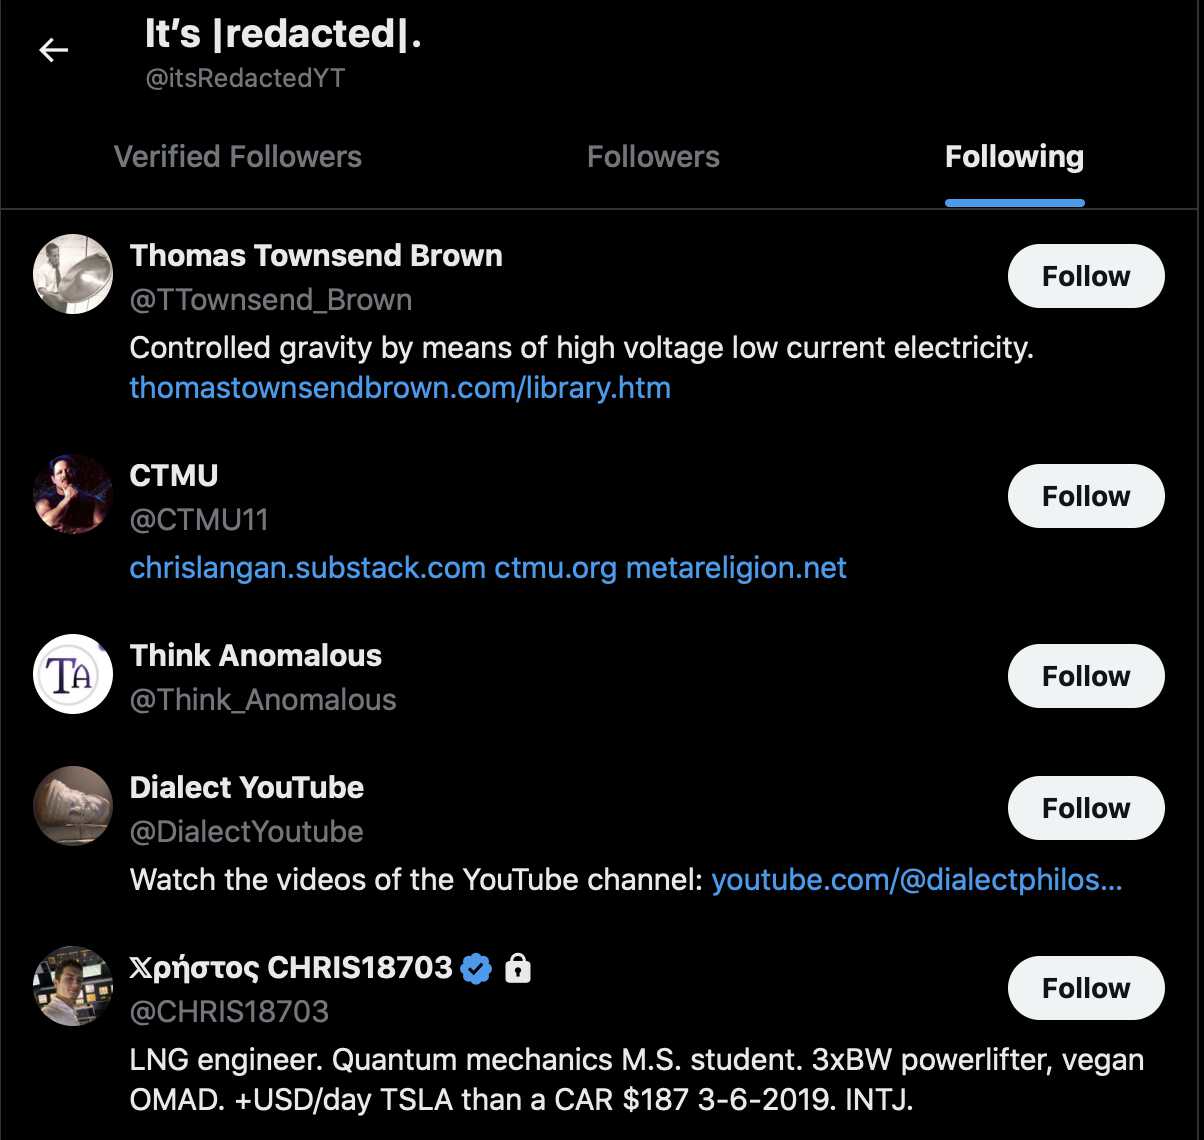 It’s |redacted|.
@itsRedactedYT
Verified Followers
Followers
Following
Thomas Townsend Brown
@TTownsend_Brown
Follow
Controlled gravity by means of high voltage low current electricity.
thomastownsendbrown.com/library.htm
CTMU
@CTMU11
Follow
chrislangan.substack.com ctmu.org metareligion.net
TA
Think Anomalous
@Think_Anomalous
Follow
Dialect YouTube
@DialectYoutube
Follow
Watch the videos of the YouTube channel: youtube.com/@dialectphilos…
𝕏ρήστος CHRIS18703
@CHRIS18703
Follow
LNG engineer. Quantum mechanics M.S. student. 3xBW powerlifter, vegan
OMAD. +USD/day TSLA than a CAR $187 3-6-2019. INTJ.